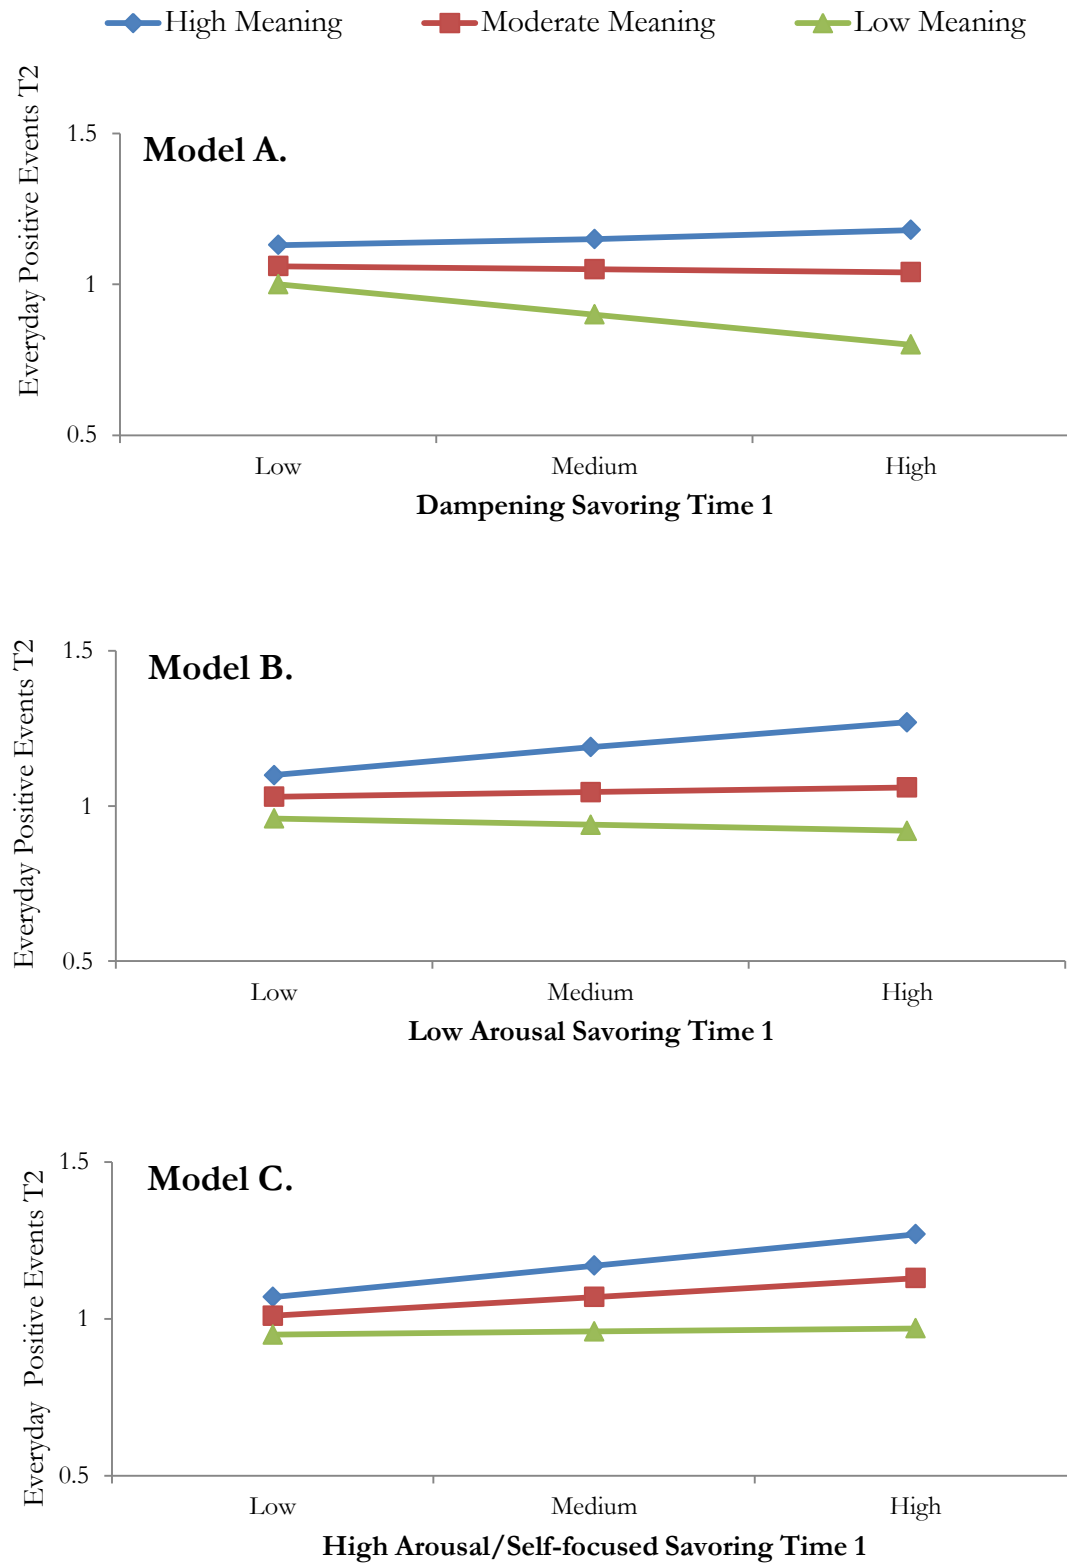 High Meaning Moderate Meaning Low Meaning
Everyday Positive Events T2
Model A.
1.5
1
0.5
Low Medium High
Dampening Savoring Time 1
Everyday Positive Events T2
Model B.
1.5
1
0.5
Low Medium High
Low Arousal Savoring Time 1
Everyday Positive Events T2
Model C.
1.5
1
0.5
Low Medium High
High Arousal/Self-focused Savoring Time 1